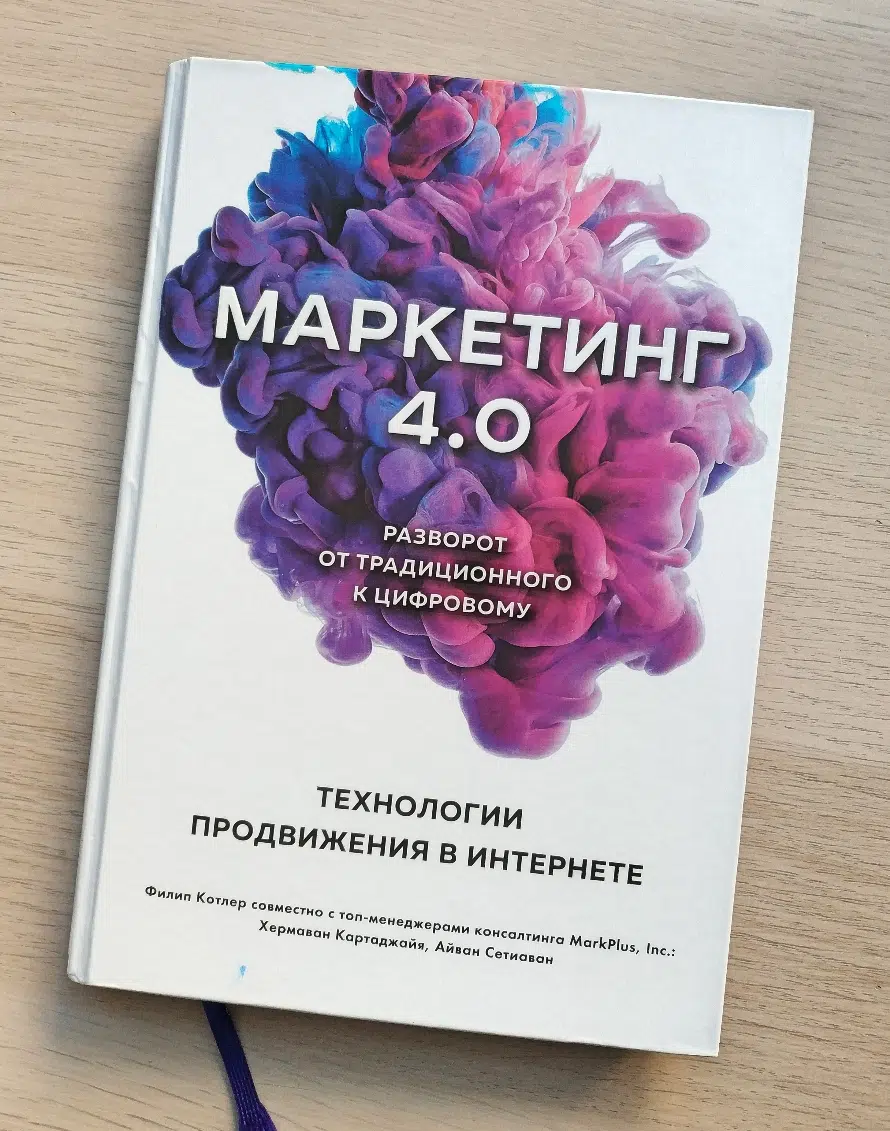 МАРКЕТИНГ
4.0
РАЗВОРОТ
ОТ ТРАДИЦИОННОГО
К ЦИФРОВОМУ
ТЕХНОЛОГИИ
ПРОДВИЖЕНИЯ В ИНТЕРНЕТЕ
Филип Котлер совместно с топ-менеджерами консалтинга MarkPlus, Inc.:
Хермаван Картаджайя, Айван Сетиаван